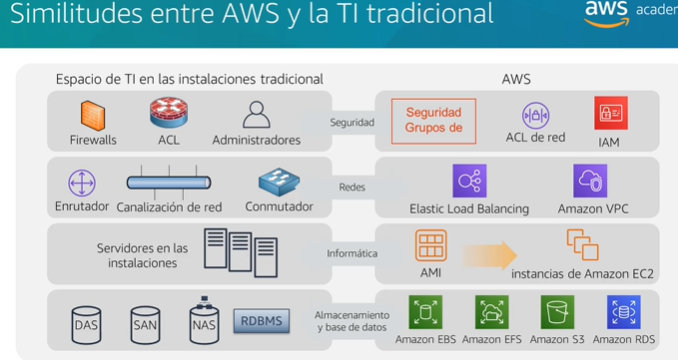 Similitudes entre AWS y la TI tradicional
aws
Espacio de TI en las instalaciones tradicional
AWS
Firewalls
ACL
Administradores
Seguridad
Seguridad
Grupos de
ACL de red
IAM
Enrutador
Canalización de red
Conmutador
Redes
Elastic Load Balancing
Amazon VPC
Servidores en las
instalaciones
Informática
AMI
instancias de Amazon EC2
DAS
SAN
NAS
RDBMS
Almacenamiento
y base de datos
Amazon EBS
Amazon EFS
Amazon S3
Amazon RDS